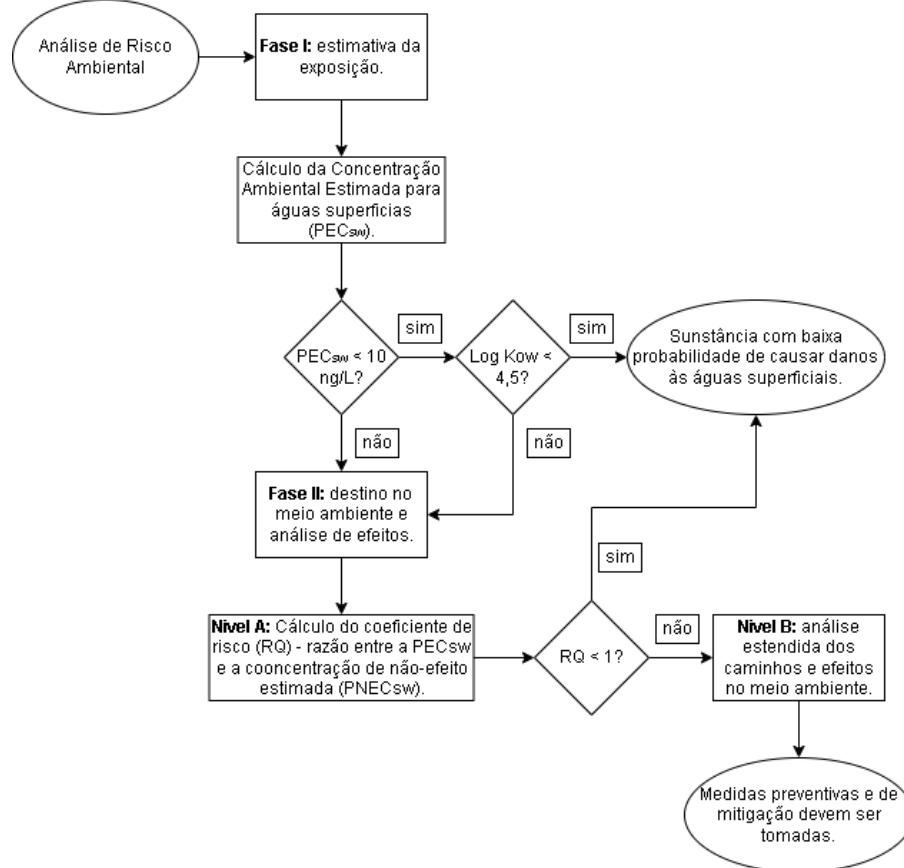 Análise de Risco
Ambiental
Fase I: estimativa da
exposição.
Cálculo da Concentração
Ambiental Estimada para
águas superficias
(PECsw).
PECsw < 10
ng/L?
sim
Log Kow <
4,5?
sim
Sunstância com baixa
probabilidade de causar danos
às águas superficiais.
não
não
Fase II: destino no
meio ambiente e
análise de efeitos.
sim
Nivel A: Cálculo do coeficiente de
risco (RQ) - razão entre a PECsw
e a cooncentração de não-efeito
estimada (PNECsw).
RQ < 1?
não
Nivel B: análise
estendida dos
caminhos e efeitos
no meio ambiente.
Medidas preventivas e de
mitigação devem ser
tomadas.